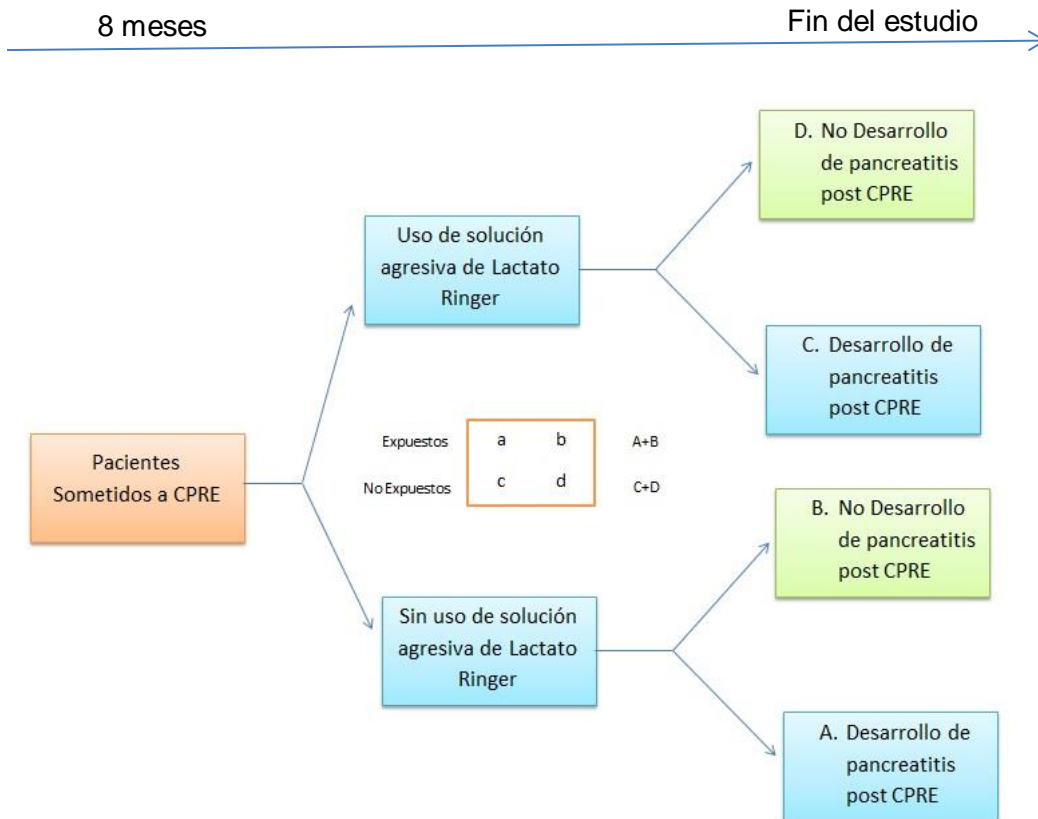 8 meses
Fin del estudio
D. No Desarrollo
de pancreatitis
post CPRE
Uso de solución
agresiva de Lactato
Ringer
C. Desarrollo de
pancreatitis
post CPRE
Expuestos a b A+B
No Expuestos c d C+D
Pacientes
Sometidos a CPRE
B. No Desarrollo
de pancreatitis
post CPRE
Sin uso de solución
agresiva de Lactato
Ringer
A. Desarrollo de
pancreatitis
post CPRE